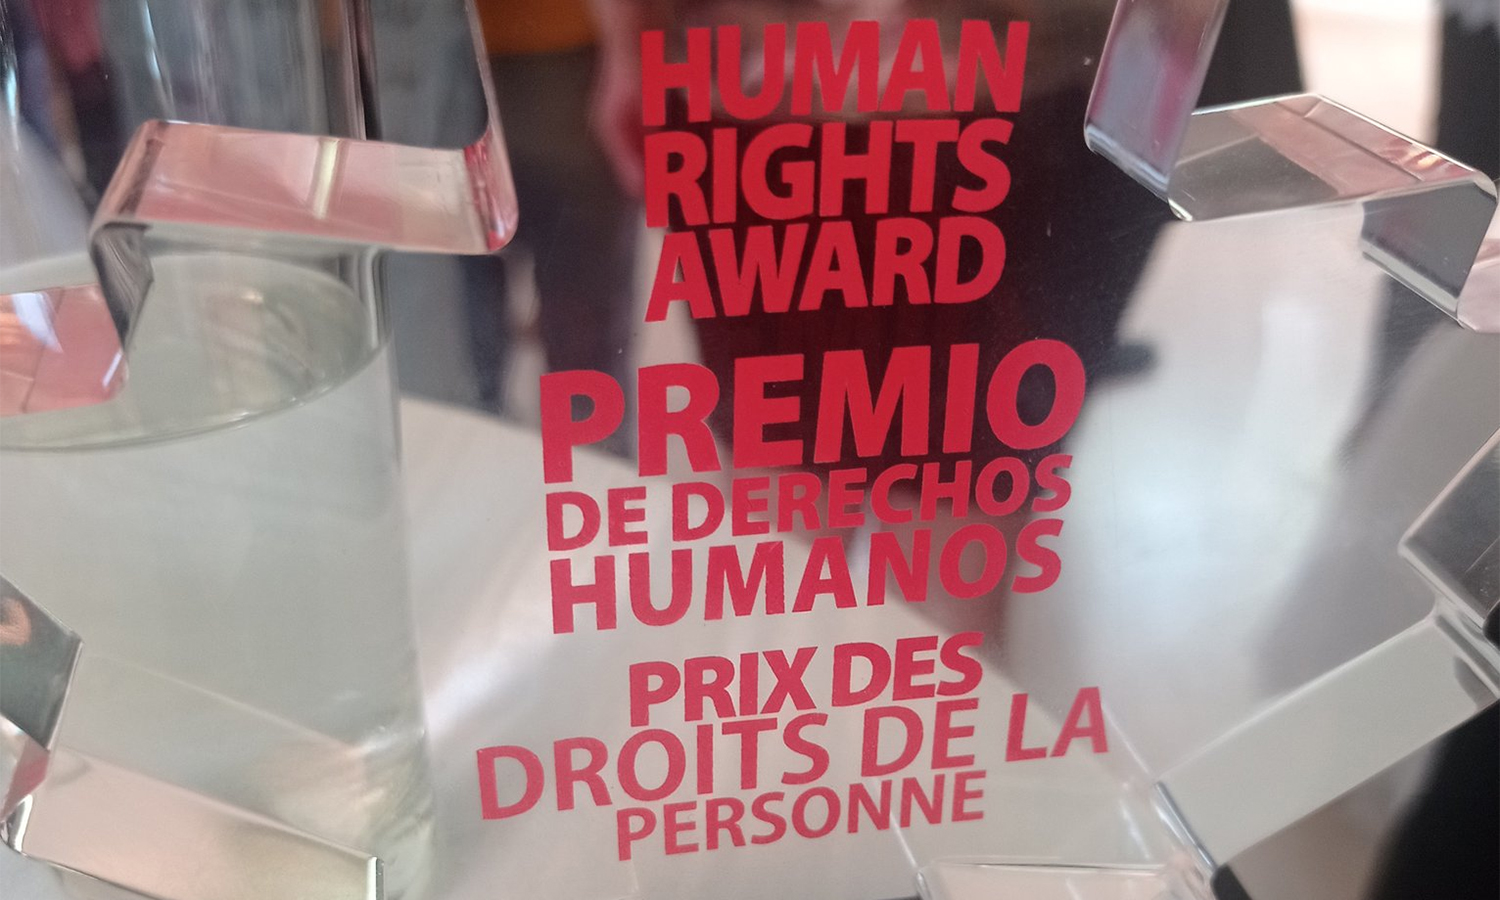 HUMAN
RIGHTS
AWARD
PREMIO
DE DERECHOS
HUMANOS
PRIX DES
DROITS DE LA
PERSONNE